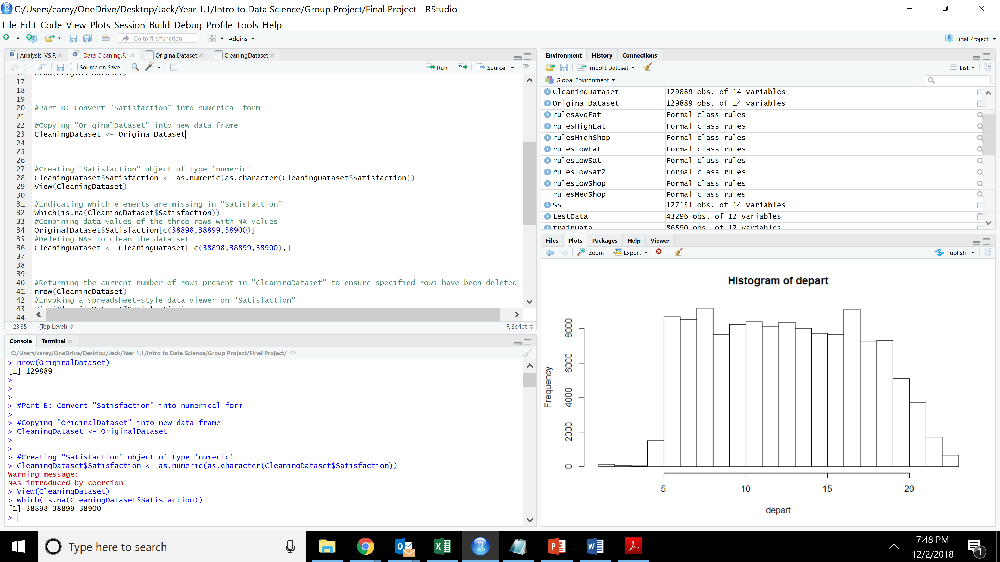 C:/Users/carey/OneDrive/Desktop/Jack/Year 1.1/Intro to Data Science/Group Project/Final Project - RStudio
File Edit Code View Plots Session Build Debug Profile Tools Help
Go to file/function Addins Final Project
Analysis_VS.R Data Cleaning.R* OriginalDataset CleaningDataset
Source on Save Run Source
16 nrow(OriginalDataset)
17
18
19
20 #Part B: Convert "Satisfaction" into numerical form
21
22 #Copying "OriginalDataset" into new data frame
23 CleaningDataset <- OriginalDataset
24
25
26
27 #Creating "Satisfaction" object of type 'numeric'
28 CleaningDataset$Satisfaction <- as.numeric(as.character(CleaningDataset$Satisfaction))
29 View(CleaningDataset)
30
31 #Indicating which elements are missing in "Satisfaction"
32 which(is.na(CleaningDataset$Satisfaction))
33 #Combining data values of the three rows with NA values
34 OriginalDataset$Satisfaction[c(38898,38899,38900)]
35 #Deleting NAs to clean the data set
36 CleaningDataset <- CleaningDataset[-c(38898,38899,38900),]
37
38
39
40 #Returning the current number of rows present in "CleaningDataset" to ensure specified rows have been deleted
41 nrow(CleaningDataset)
42 #Invoking a spreadsheet-style data viewer on "Satisfaction"
43 View(CleaningDataset$Satisfaction)
44
23:35 (Top Level) R Script
Console Terminal
C:/Users/carey/OneDrive/Desktop/Jack/Year 1.1/Intro to Data Science/Group Project/Final Project/
> nrow(OriginalDataset)
[1] 129889
>
>
>
> #Part B: Convert "Satisfaction" into numerical form
>
> #Copying "OriginalDataset" into new data frame
> CleaningDataset <- OriginalDataset
>
>
> #Creating "Satisfaction" object of type 'numeric'
> CleaningDataset$Satisfaction <- as.numeric(as.character(CleaningDataset$Satisfaction))
Warning message:
NAs introduced by coercion
> View(CleaningDataset)
> which(is.na(CleaningDataset$Satisfaction))
[1] 38898 38899 38900
>
Environment History Connections
Import Dataset List
Global Environment
CleaningDataset 129889 obs. of 14 variables
OriginalDataset 129889 obs. of 14 variables
rulesAvgEat Formal class rules
rulesHighEat Formal class rules
rulesHighShop Formal class rules
rulesLowEat Formal class rules
rulesLowSat Formal class rules
rulesLowSat2 Formal class rules
rulesLowShop Formal class rules
rulesMedShop Formal class rules
SS 127151 obs. of 14 variables
testData 43296 obs. of 12 variables
trainData 86590 obs. of 12 variables
Files Plots Packages Help Viewer
Zoom Export Publish
Histogram of depart
Frequency
8000
6000
4000
2000
0
5 10 15 20
depart
Type here to search
7:48 PM
12/2/2018
1